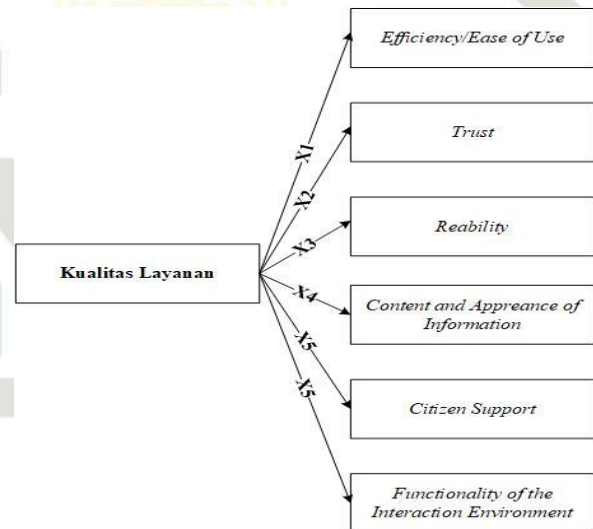 Efficiency/Ease of Use
X1
Trust
X2
Reability
X3
Kualitas Layanan
X4
Content and Appreance of
Information
X5
Citizen Support
X5
Functionality of the
Interaction Environment